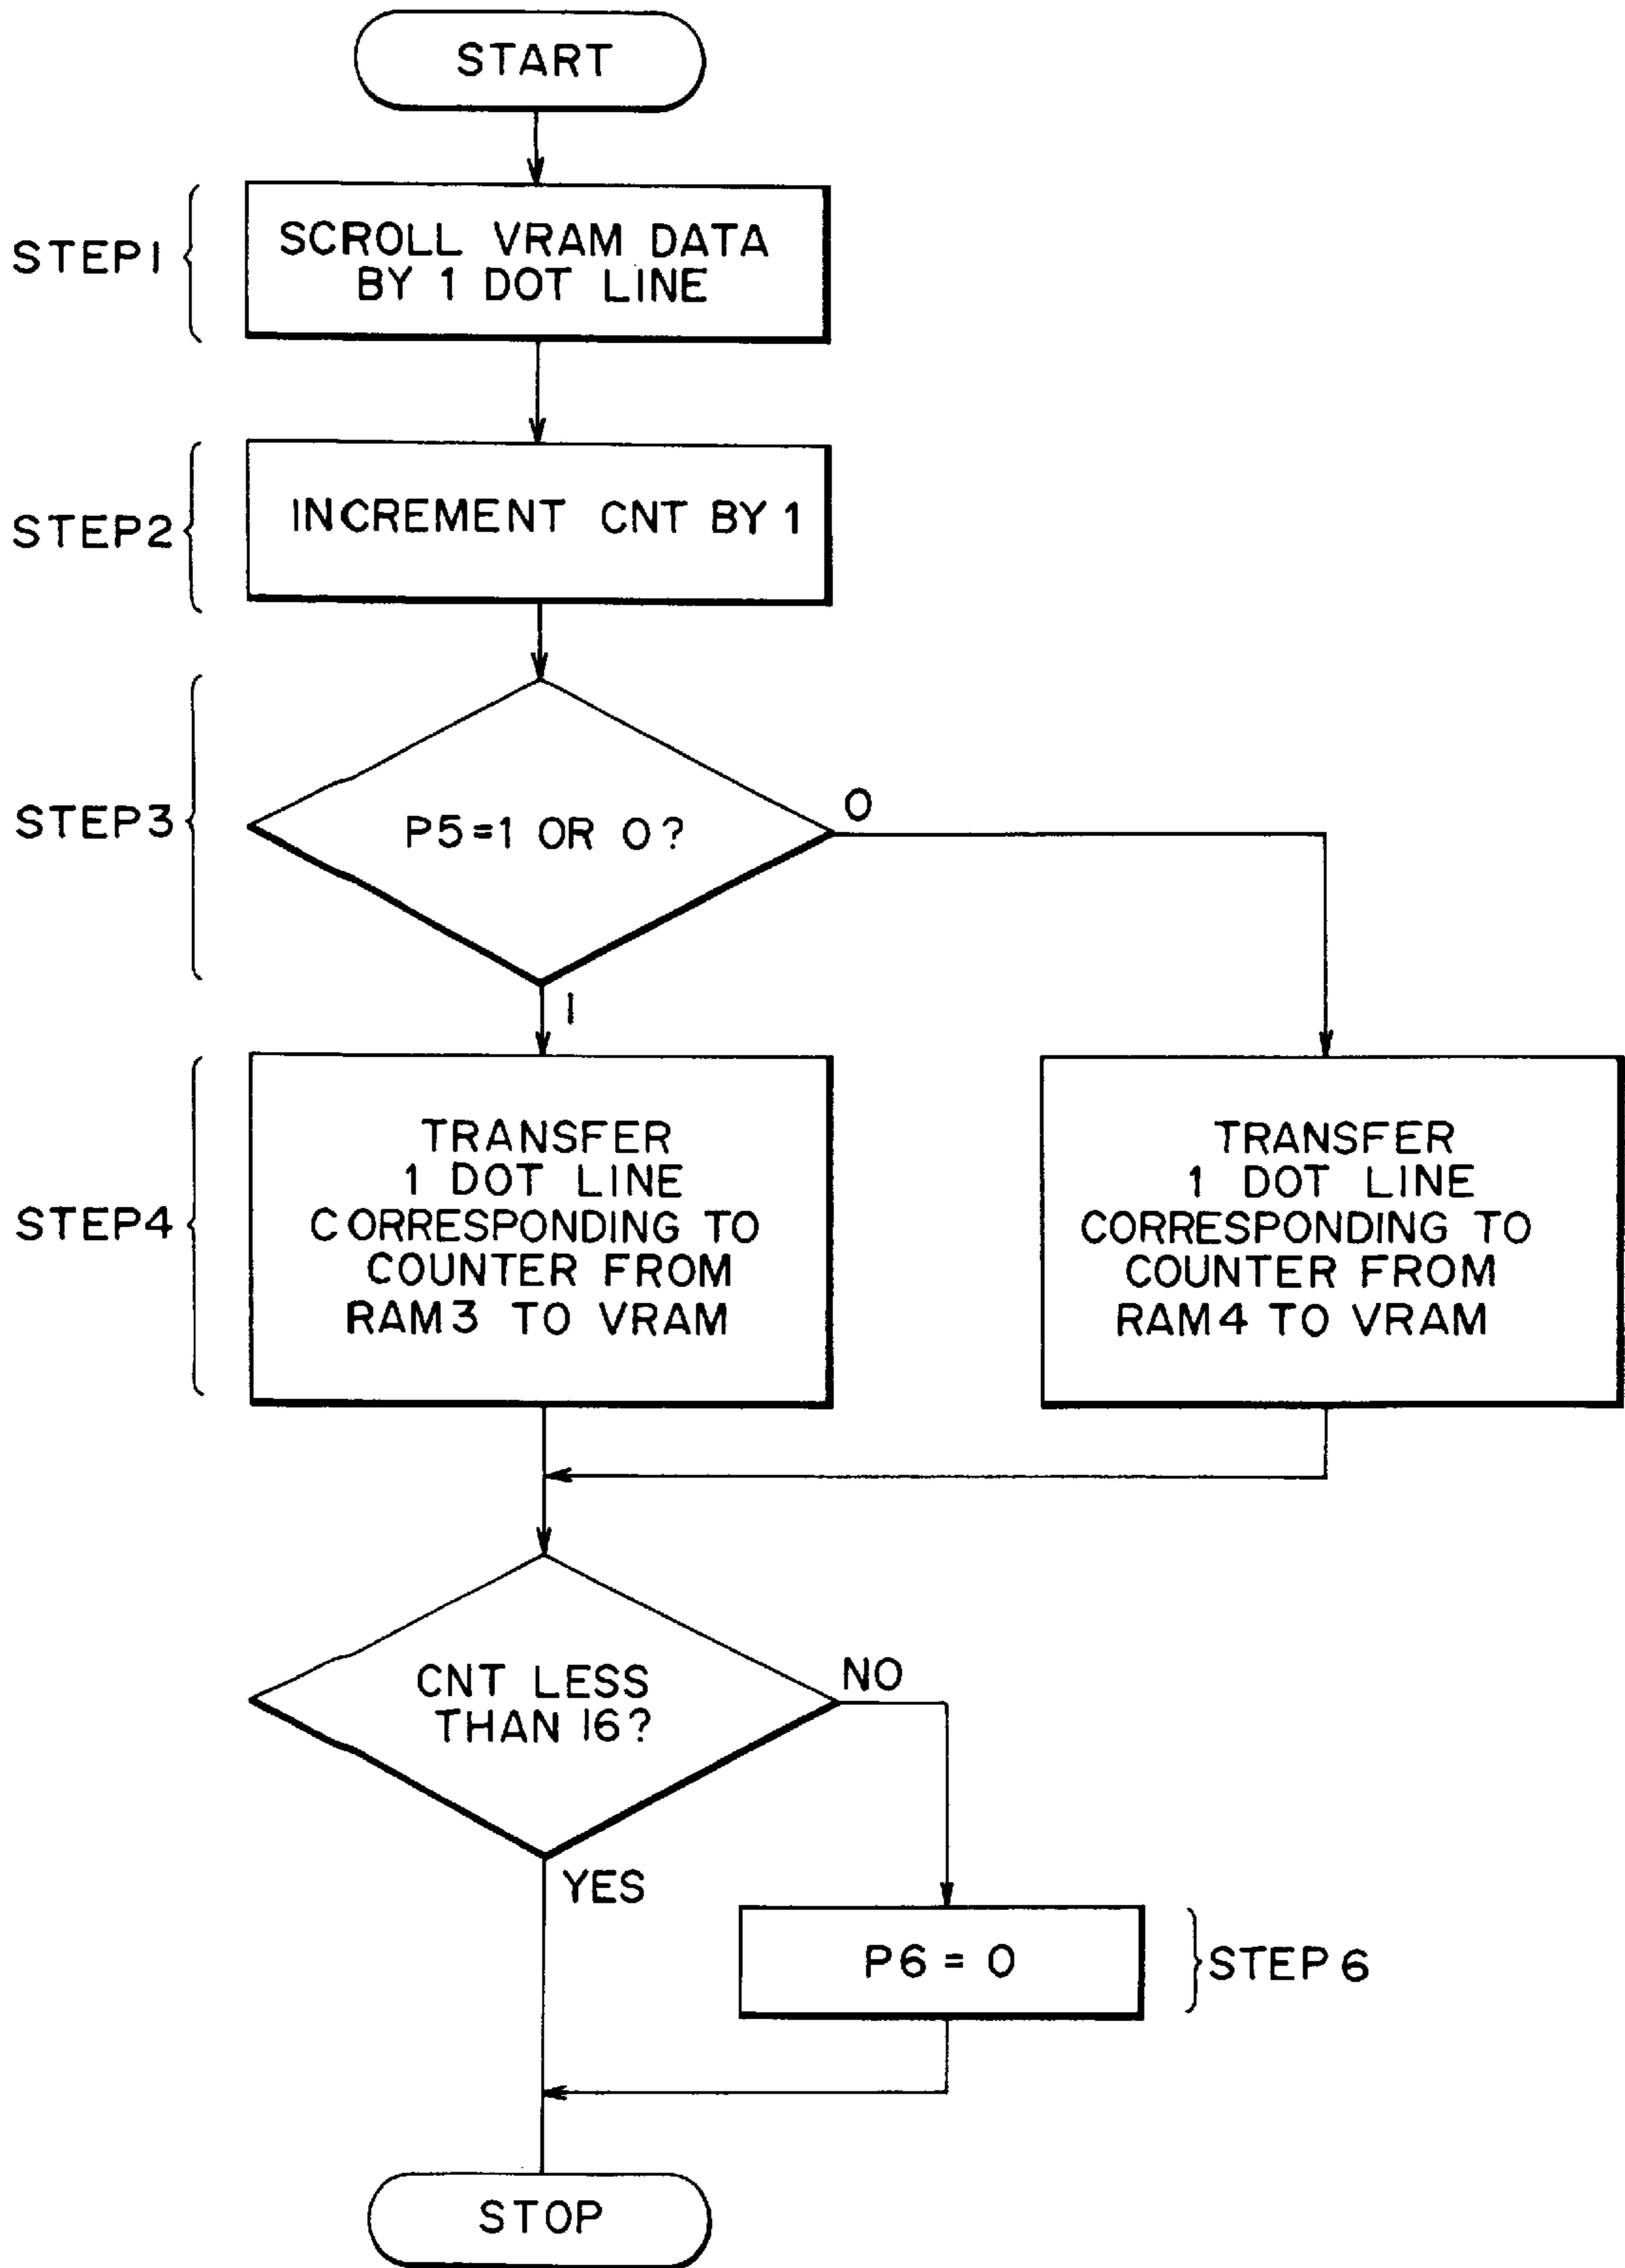 START
STEP1
SCROLL VRAM DATA
BY 1 DOT LINE
STEP2
INCREMENT CNT BY 1
STEP3
P5=1 OR 0?
0
1
STEP4
TRANSFER
1 DOT LINE
CORRESPONDING TO
COUNTER FROM
RAM3 TO VRAM
TRANSFER
1 DOT LINE
CORRESPONDING TO
COUNTER FROM
RAM4 TO VRAM
CNT LESS
THAN 16?
NO
YES
P6 = 0
STEP 6
STOP